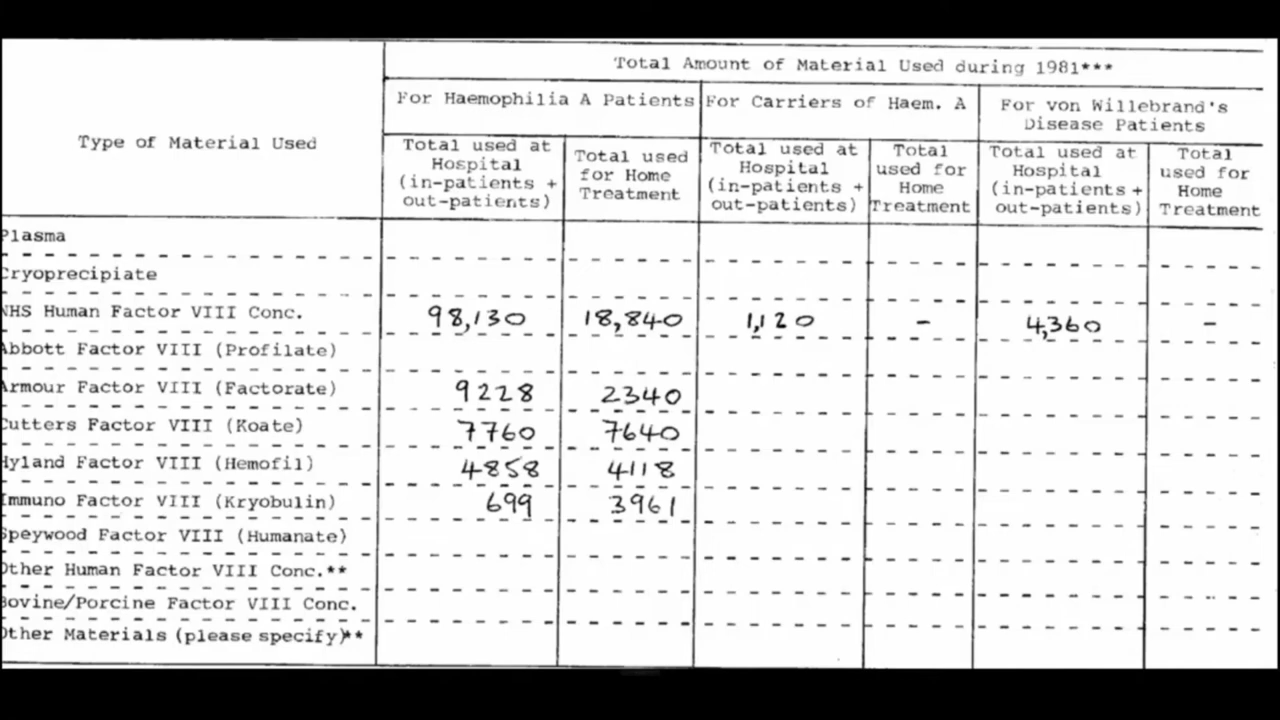 Total Amount of Material Used during 1981***
For Haemophilia A Patients For Carriers of Haem. A For von Willebrand's Disease Patients
Type of Material Used
Total used at Hospital (in-patients + out-patients) Total used for Home Treatment Total used at Hospital (in-patients + out-patients) Total used for Home Treatment Total used at Hospital (in-patients + out-patients) Total used for Home Treatment
Plasma
Cryoprecipiate
NHS Human Factor VIII Conc. 98,130 18,840 1,120 - 4,360 -
Abbott Factor VIII (Profilate)
Armour Factor VIII (Factorate) 9228 2340
Cutters Factor VIII (Koate) 7760 7640
Hyland Factor VIII (Hemofil) 4858 4118
Immuno Factor VIII (Kryobulin) 699 3961
Speywood Factor VIII (Humanate)
Other Human Factor VIII Conc.**
Bovine/Porcine Factor VIII Conc.
Other Materials (please specify)**